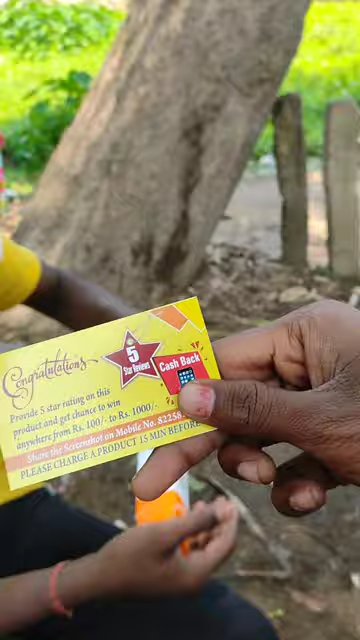 Congratulations
5
Star Reviews
Cash Back
Provide 5 star rating on this
product and get chance to win
anywhere from Rs. 100/- to Rs. 1000/-
Share the Screenshot on Mobile No. 82258
PLEASE CHARGE A PRODUCT 15 MIN BEFORE